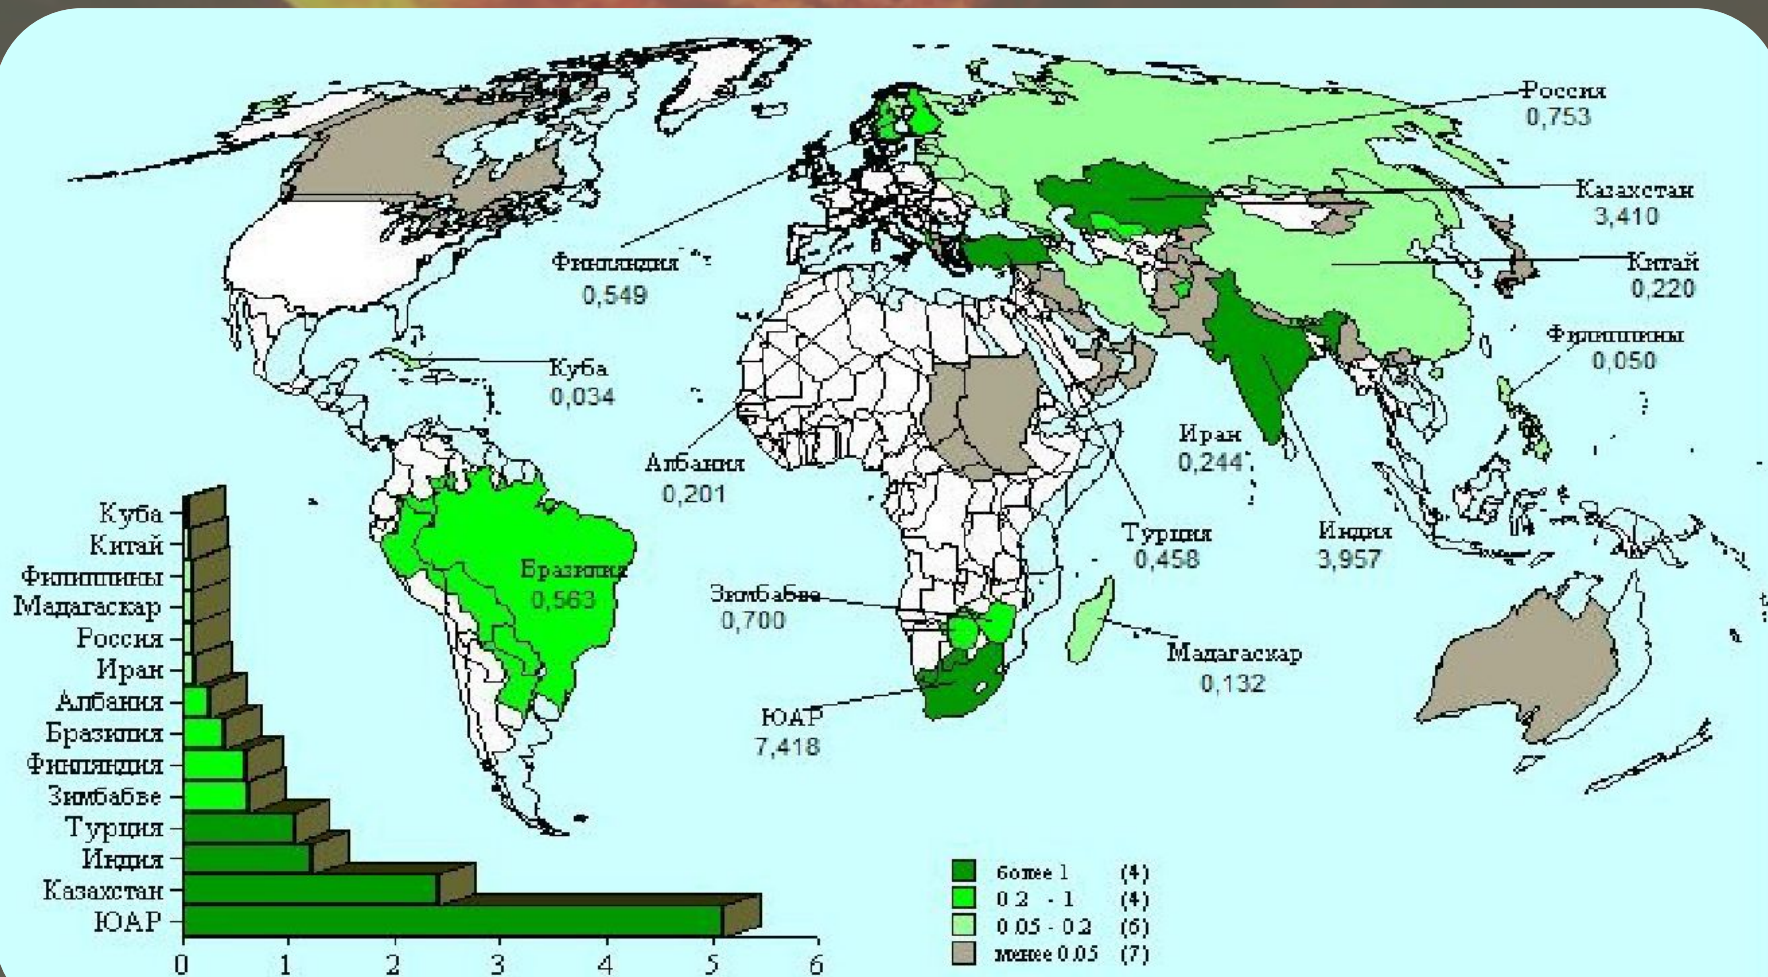 Россия
0,753
Казахстан
3,410
Китай
0,220
Филиппины
0,050
Финляндия
0,549
Куба
0,034
Албания
0,201
Иран
0,244
Турция
0,458
Индия
3,957
Бразилия
0,563
Зимбабве
0,700
Мадагаскар
0,132
ЮАР
7,418
Куба
Китай
Филиппины
Мадагаскар
Россия
Иран
Албания
Бразилия
Финляндия
Зимбабве
Турция
Индия
Казахстан
ЮАР
0 1 2 3 4 5 6
более 1 (4)
0.2 - 1 (4)
0.05 - 0.2 (6)
менее 0.05 (7)